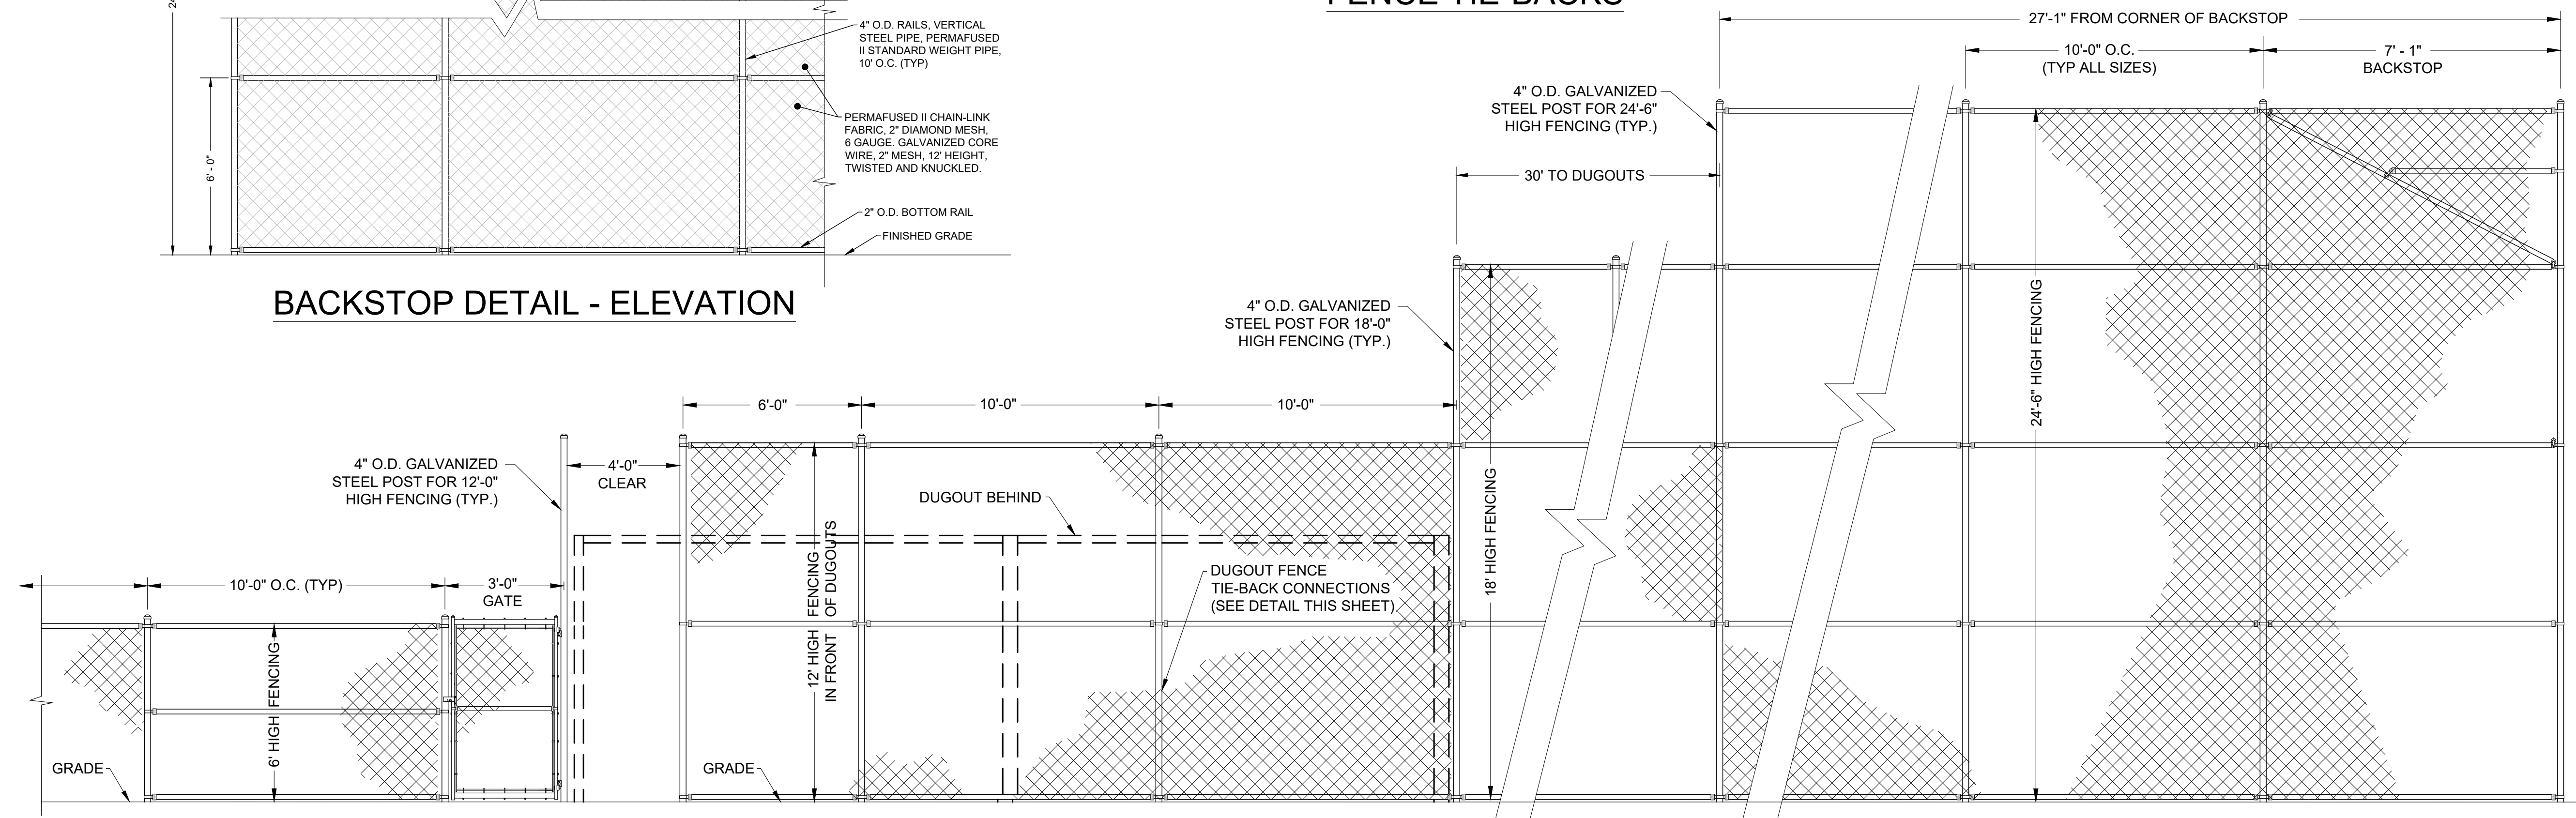 4" O.D. RAILS, VERTICAL
STEEL PIPE, PERMAFUSED
II STANDARD WEIGHT PIPE,
10' O.C. (TYP)
PERMAFUSED II CHAIN-LINK
FABRIC, 2" DIAMOND MESH,
6 GAUGE. GALVANIZED CORE
WIRE, 2" MESH, 12' HEIGHT,
TWISTED AND KNUCKLED.
6' - 0"
2" O.D. BOTTOM RAIL
FINISHED GRADE
BACKSTOP DETAIL - ELEVATION
FENCE TIE-BACKS
27'-1" FROM CORNER OF BACKSTOP
10'-0" O.C.
(TYP ALL SIZES)
7' - 1"
BACKSTOP
4" O.D. GALVANIZED
STEEL POST FOR 24'-6"
HIGH FENCING (TYP.)
30' TO DUGOUTS
4" O.D. GALVANIZED
STEEL POST FOR 18'-0"
HIGH FENCING (TYP.)
24'-6" HIGH FENCING
18' HIGH FENCING
6'-0"
10'-0"
10'-0"
4" O.D. GALVANIZED
STEEL POST FOR 12'-0"
HIGH FENCING (TYP.)
4'-0"
CLEAR
DUGOUT BEHIND
12' HIGH FENCING
IN FRONT OF DUGOUTS
DUGOUT FENCE
TIE-BACK CONNECTIONS
(SEE DETAIL THIS SHEET)
10'-0" O.C. (TYP)
3'-0"
GATE
6' HIGH FENCING
GRADE
GRADE